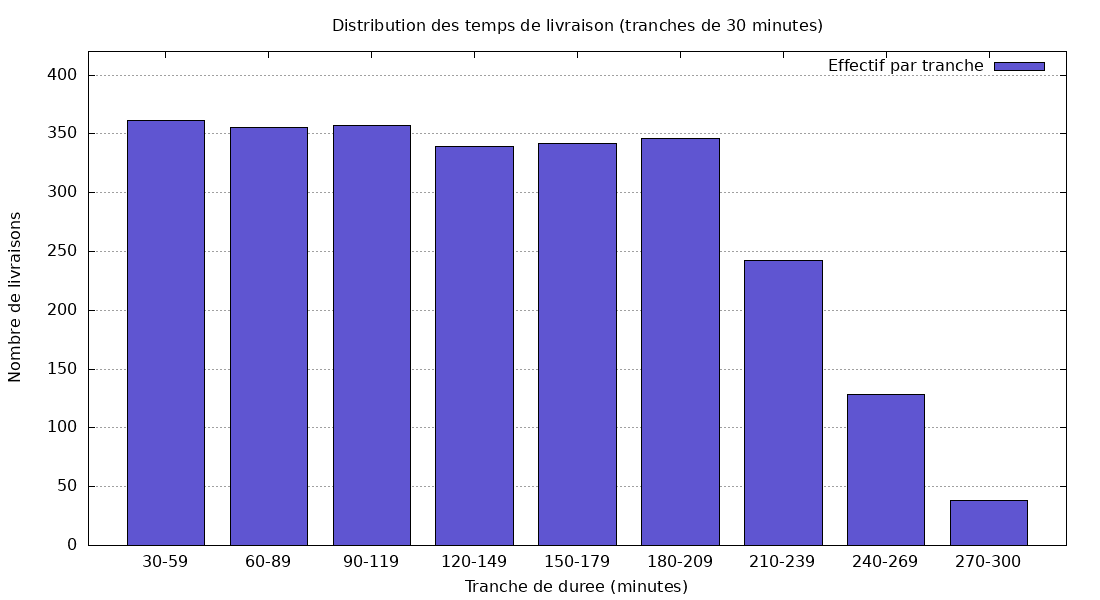 Distribution des temps de livraison (tranches de 30 minutes)
Effectif par tranche
Nombre de livraisons
400
350
300
250
200
150
100
50
0
30-59 60-89 90-119 120-149 150-179 180-209 210-239 240-269 270-300
Tranche de duree (minutes)